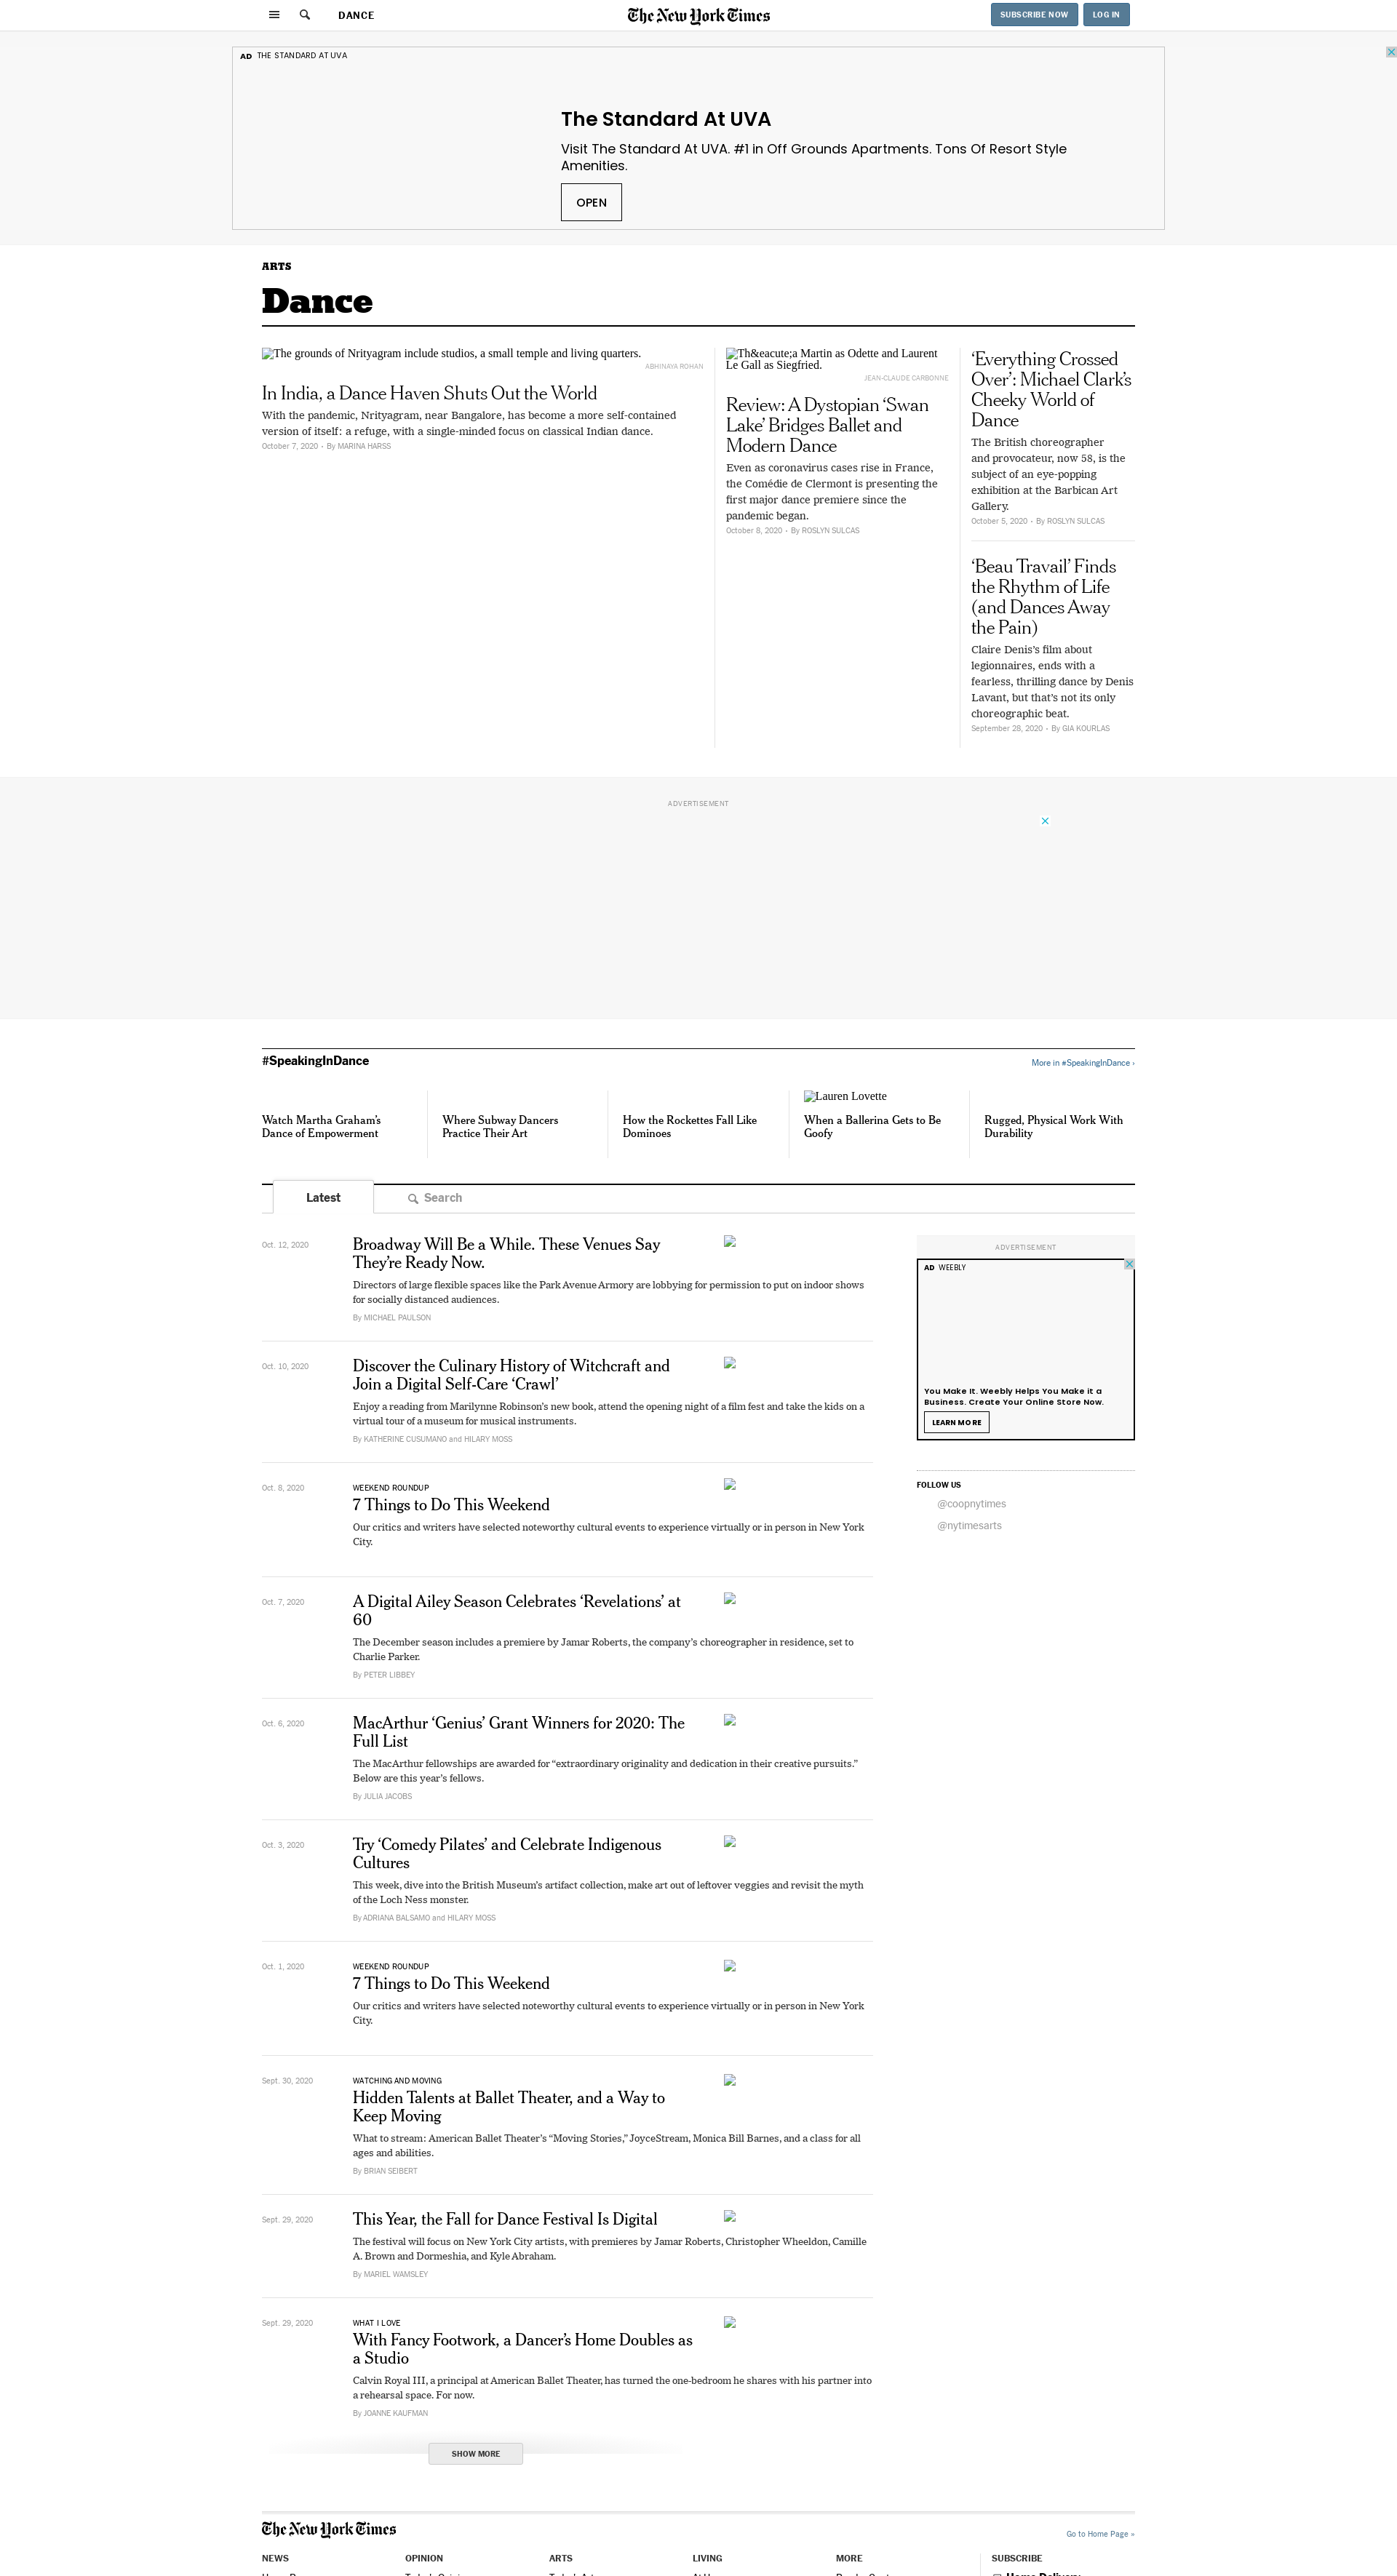 DANCE
The New York Times
SUBSCRIBE NOW
LOG IN
AD THE STANDARD AT UVA
The Standard At UVA
Visit The Standard At UVA. #1 in Off Grounds Apartments. Tons Of Resort Style
Amenities.
OPEN
ARTS
Dance
The grounds of Nrityagram include studios, a small temple and living quarters.
ABHINAYA ROHAN
In India, a Dance Haven Shuts Out the World
With the pandemic, Nrityagram, near Bangalore, has become a more self-contained
version of itself: a refuge, with a single-minded focus on classical Indian dance.
October 7, 2020 • By MARINA HARSS
Th&eacute;a Martin as Odette and Laurent
Le Gall as Siegfried.
JEAN-CLAUDE CARBONNE
Review: A Dystopian ‘Swan
Lake’ Bridges Ballet and
Modern Dance
Even as coronavirus cases rise in France,
the Comédie de Clermont is presenting the
first major dance premiere since the
pandemic began.
October 8, 2020 • By ROSLYN SULCAS
‘Everything Crossed
Over’: Michael Clark’s
Cheeky World of
Dance
The British choreographer
and provocateur, now 58, is the
subject of an eye-popping
exhibition at the Barbican Art
Gallery.
October 5, 2020 • By ROSLYN SULCAS
‘Beau Travail’ Finds
the Rhythm of Life
(and Dances Away
the Pain)
Claire Denis’s film about
legionnaires, ends with a
fearless, thrilling dance by Denis
Lavant, but that’s not its only
choreographic beat.
September 28, 2020 • By GIA KOURLAS
ADVERTISEMENT
#SpeakingInDance
More in #SpeakingInDance ›
Watch Martha Graham’s
Dance of Empowerment
Where Subway Dancers
Practice Their Art
How the Rockettes Fall Like
Dominoes
Lauren Lovette
When a Ballerina Gets to Be
Goofy
Rugged, Physical Work With
Durability
Latest
Search
Oct. 12, 2020
Broadway Will Be a While. These Venues Say
They’re Ready Now.
Directors of large flexible spaces like the Park Avenue Armory are lobbying for permission to put on indoor shows
for socially distanced audiences.
By MICHAEL PAULSON
Oct. 10, 2020
Discover the Culinary History of Witchcraft and
Join a Digital Self-Care ‘Crawl’
Enjoy a reading from Marilynne Robinson’s new book, attend the opening night of a film fest and take the kids on a
virtual tour of a museum for musical instruments.
By KATHERINE CUSUMANO and HILARY MOSS
Oct. 8, 2020
WEEKEND ROUNDUP
7 Things to Do This Weekend
Our critics and writers have selected noteworthy cultural events to experience virtually or in person in New York
City.
Oct. 7, 2020
A Digital Ailey Season Celebrates ‘Revelations’ at
60
The December season includes a premiere by Jamar Roberts, the company’s choreographer in residence, set to
Charlie Parker.
By PETER LIBBEY
Oct. 6, 2020
MacArthur ‘Genius’ Grant Winners for 2020: The
Full List
The MacArthur fellowships are awarded for “extraordinary originality and dedication in their creative pursuits.”
Below are this year’s fellows.
By JULIA JACOBS
Oct. 3, 2020
Try ‘Comedy Pilates’ and Celebrate Indigenous
Cultures
This week, dive into the British Museum’s artifact collection, make art out of leftover veggies and revisit the myth
of the Loch Ness monster.
By ADRIANA BALSAMO and HILARY MOSS
Oct. 1, 2020
WEEKEND ROUNDUP
7 Things to Do This Weekend
Our critics and writers have selected noteworthy cultural events to experience virtually or in person in New York
City.
Sept. 30, 2020
WATCHING AND MOVING
Hidden Talents at Ballet Theater, and a Way to
Keep Moving
What to stream: American Ballet Theater’s “Moving Stories,” JoyceStream, Monica Bill Barnes, and a class for all
ages and abilities.
By BRIAN SEIBERT
Sept. 29, 2020
This Year, the Fall for Dance Festival Is Digital
The festival will focus on New York City artists, with premieres by Jamar Roberts, Christopher Wheeldon, Camille
A. Brown and Dormeshia, and Kyle Abraham.
By MARIEL WAMSLEY
Sept. 29, 2020
WHAT I LOVE
With Fancy Footwork, a Dancer’s Home Doubles as
a Studio
Calvin Royal III, a principal at American Ballet Theater, has turned the one-bedroom he shares with his partner into
a rehearsal space. For now.
By JOANNE KAUFMAN
SHOW MORE
ADVERTISEMENT
AD WEEBLY
You Make It. Weebly Helps You Make it a
Business. Create Your Online Store Now.
LEARN MORE
FOLLOW US
@coopnytimes
@nytimesarts
The New York Times
Go to Home Page »
NEWS
OPINION
ARTS
LIVING
MORE
SUBSCRIBE